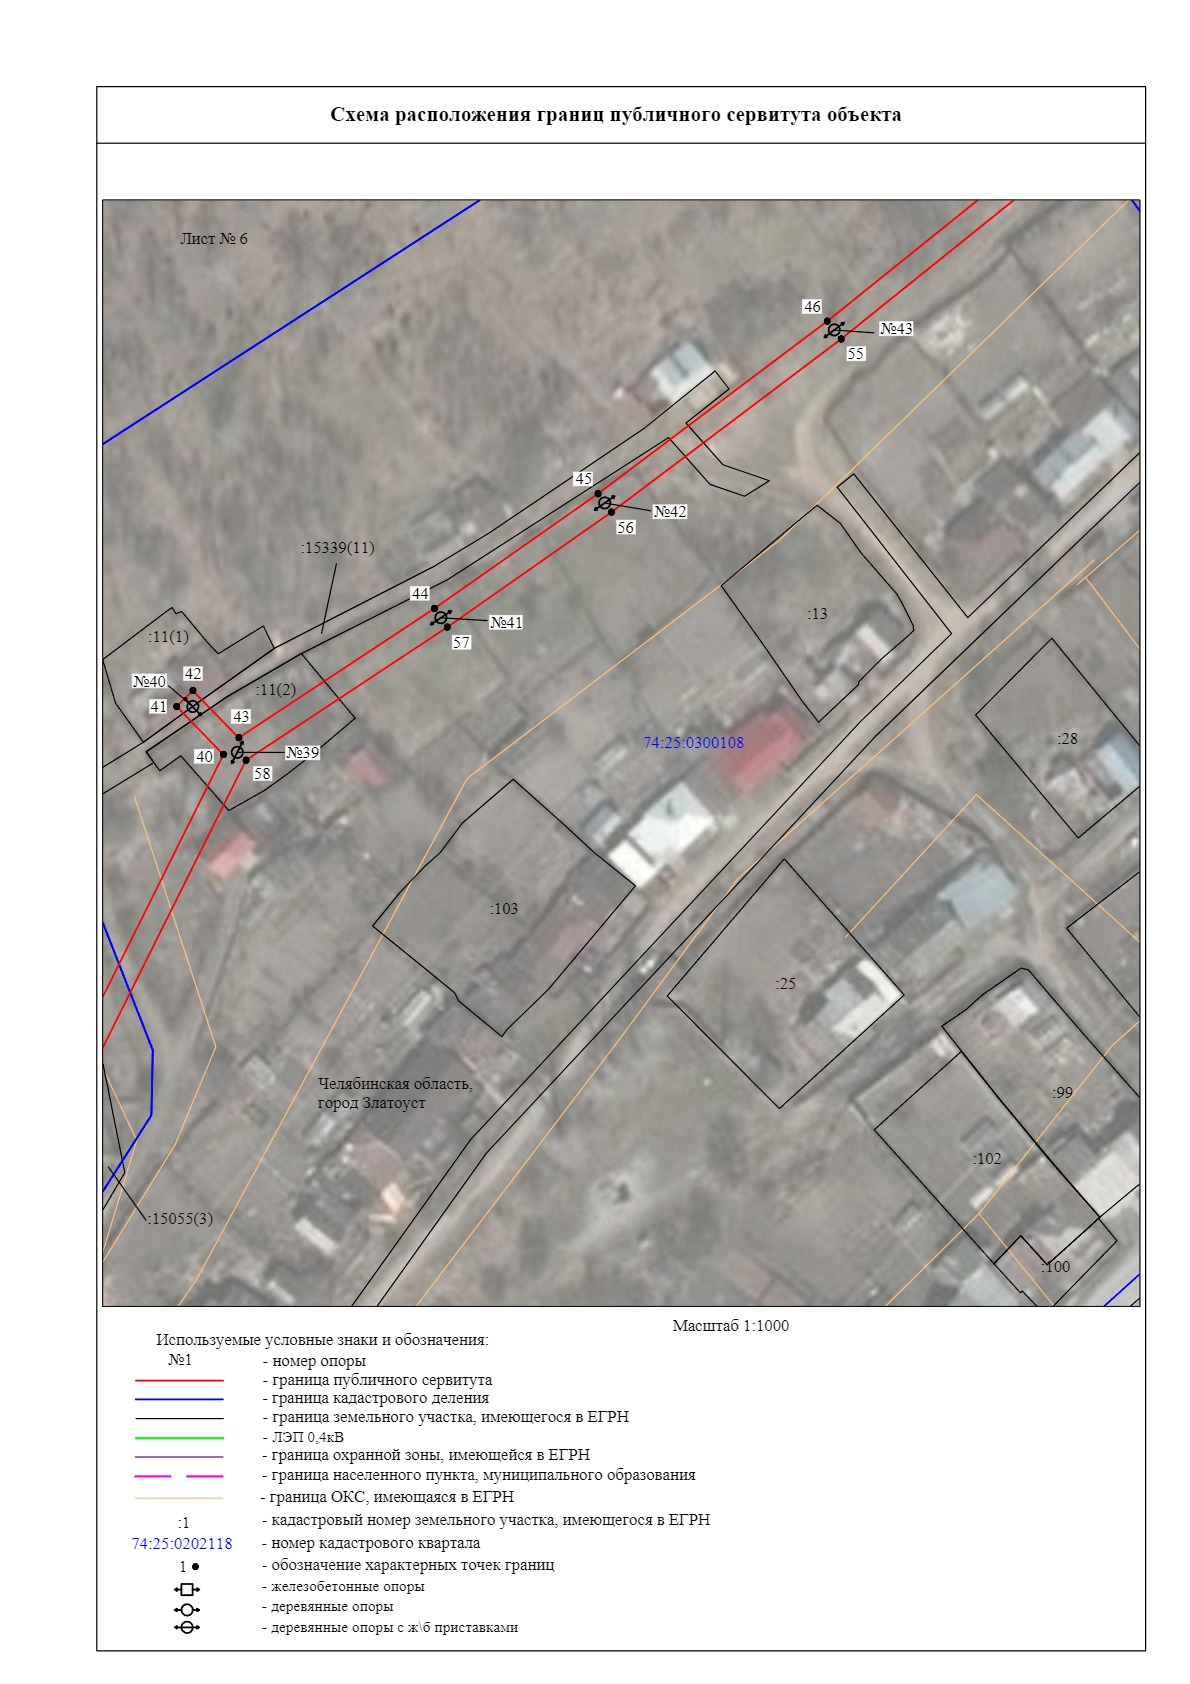 Схема расположения границ публичного сервитута объекта
Лист № 6
46
№43
55
45
№42
56
:15339(11)
44
№41
57
:13
:11(1)
№40
42
:11(2)
41
43
40
№39
58
74:25:0300108
:28
:103
:25
Челябинская область,
город Златоуст
:99
:102
:15055(3)
:100
Масштаб 1:1000
Используемые условные знаки и обозначения:
№1 - номер опоры
- граница публичного сервитута
- граница кадастрового деления
- граница земельного участка, имеющегося в ЕГРН
- ЛЭП 0,4кВ
- граница охранной зоны, имеющейся в ЕГРН
- граница населенного пункта, муниципального образования
- граница ОКС, имеющаяся в ЕГРН
:1 - кадастровый номер земельного участка, имеющегося в ЕГРН
74:25:0202118 - номер кадастрового квартала
1 - обозначение характерных точек границ
- железобетонные опоры
- деревянные опоры
- деревянные опоры с ж\б приставками